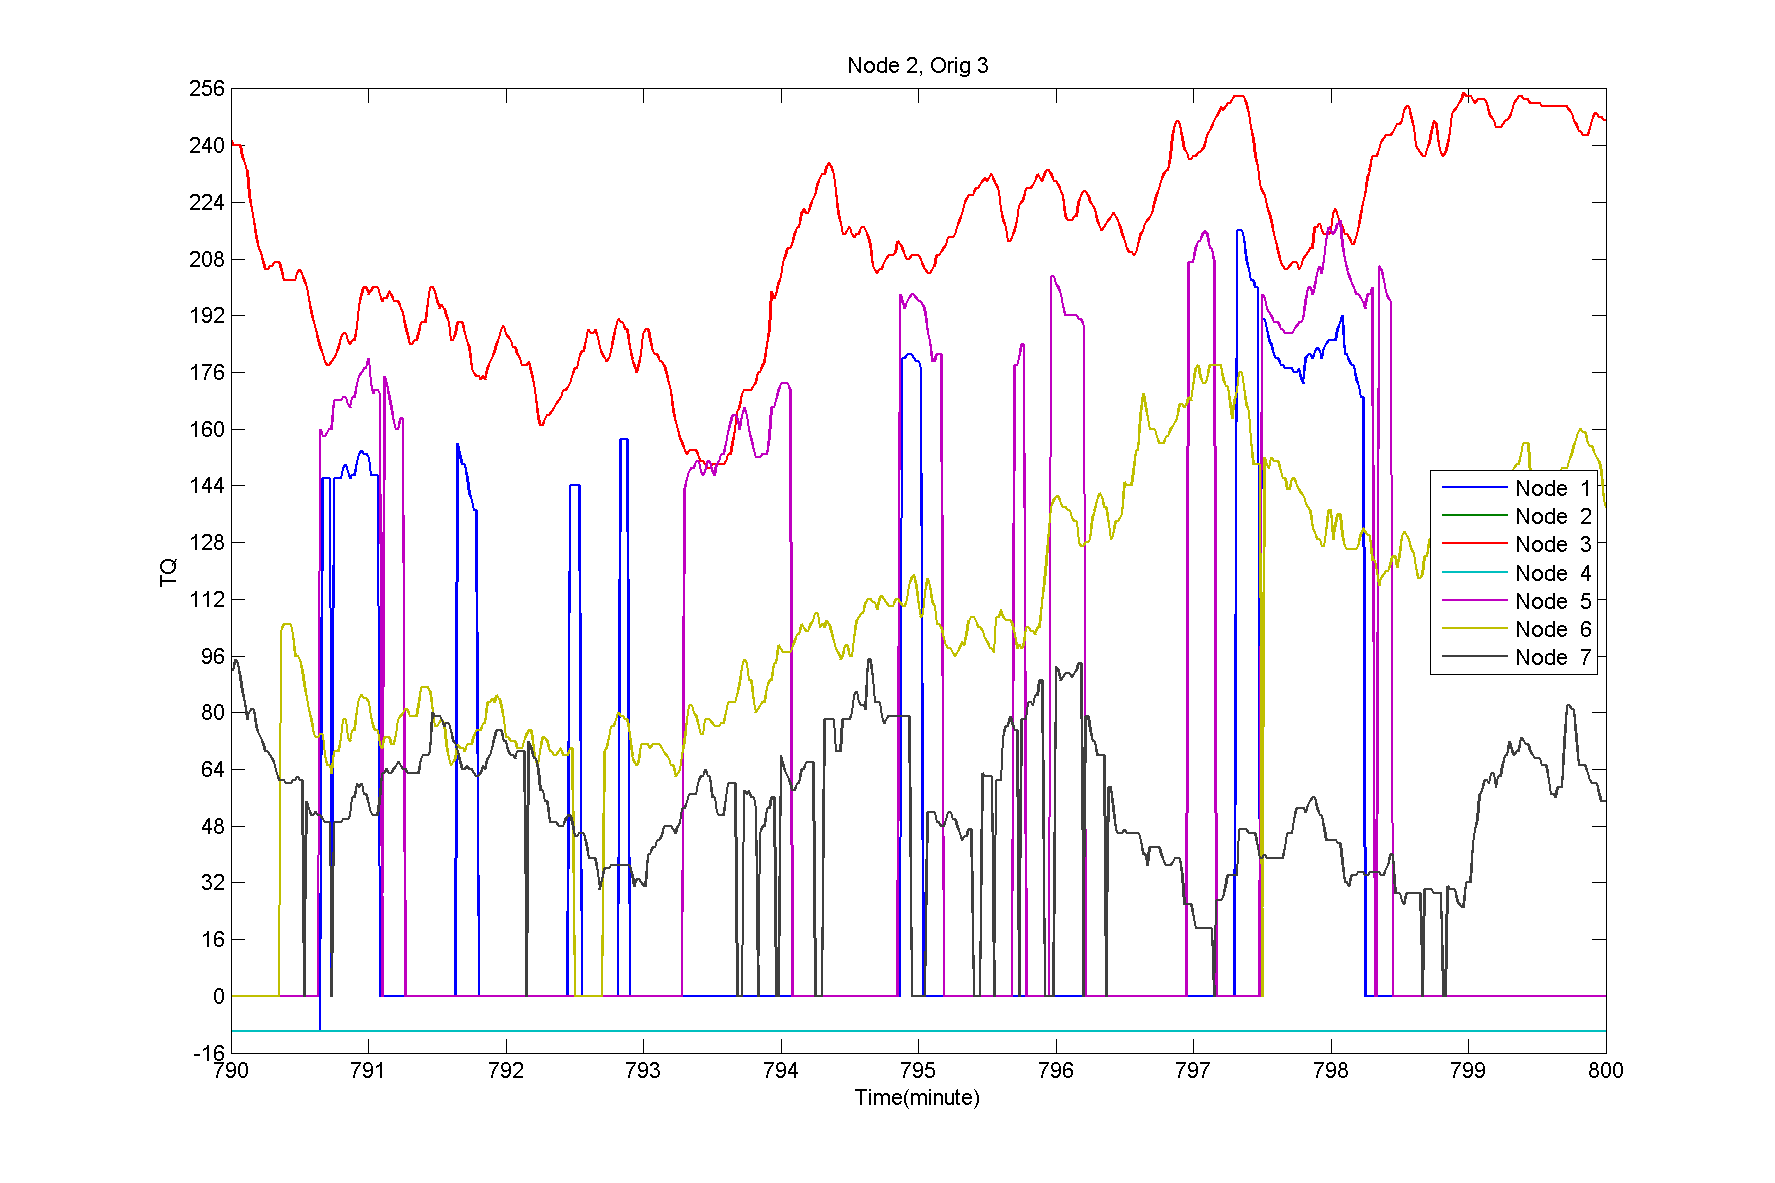 Node 2, Orig 3
256
240
224
208
192
176
160
144
128
112
96
80
64
48
32
16
0
-16
TQ
790 791 792 793 794 795 796 797 798 799 800
Time(minute)
Node 1
Node 2
Node 3
Node 4
Node 5
Node 6
Node 7